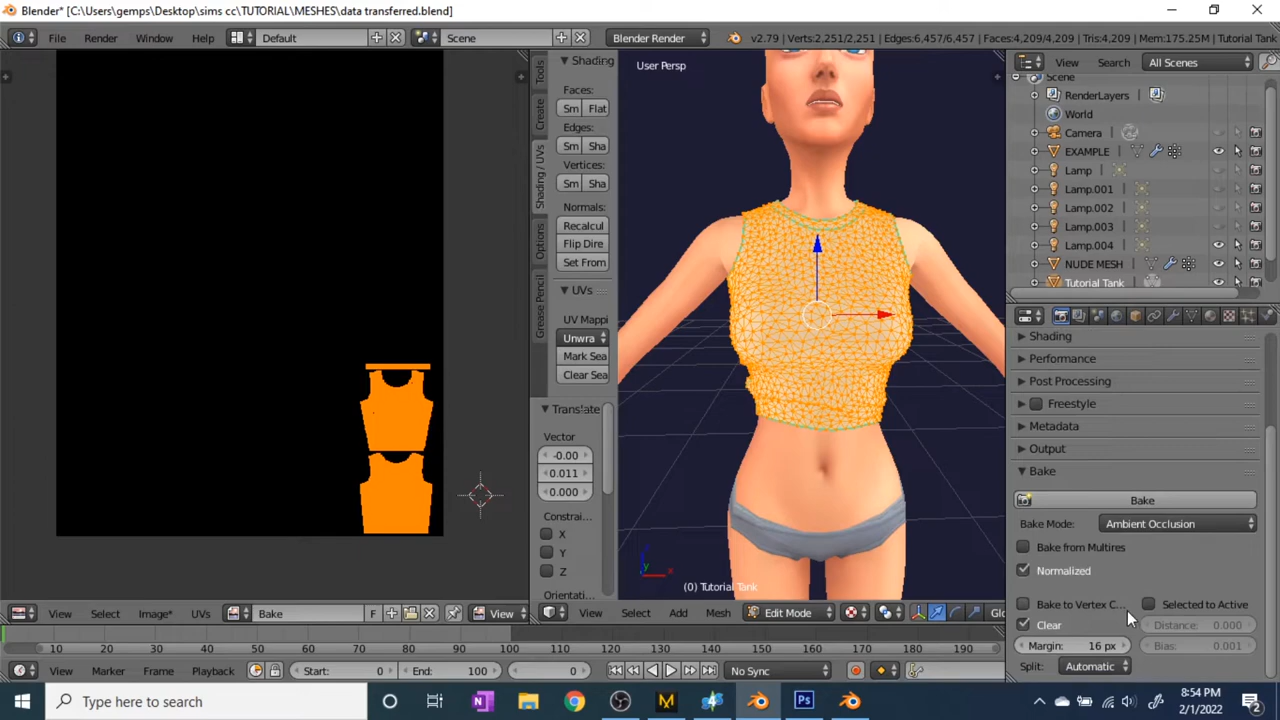 Blender* [C:\Users\gemps\Desktop\sims cc\TUTORIAL\MESHES\data transferred.blend]
File Render Window Help Default Scene Blender Render v2.79 | Verts:2,251/2,251 | Edges:6,457/6,457 | Faces:4,209/4,209 | Tris:4,209 | Mem:175.25M | Tutorial Tank
View Search All Scenes
Scene
RenderLayers
World
Camera
EXAMPLE
Lamp
Lamp.001
Lamp.002
Lamp.003
Lamp.004
NUDE MESH
Tutorial Tank
Tools
Create
Shading / UVs
Options
Grease Pencil
Shading
Faces:
Sm Flat
Edges:
Sm Sha
Vertices:
Sm Sha
Normals:
Recalcul
Flip Dire
Set From
UVs
UV Mappi
Unwra
Mark Sea
Clear Sea
Translate
Vector
-0.00
0.011
0.000
Constrai...
X
Y
Z
Orientati...
User Persp
(0) Tutorial Tank
Shading
Performance
Post Processing
Freestyle
Metadata
Output
Bake
Bake
Bake Mode: Ambient Occlusion
Bake from Multires
Normalized
Bake to Vertex C... Selected to Active
Clear Distance: 0.000
Margin: 16 px Bias: 0.001
Split: Automatic
View Select Image* UVs Bake F View
View Select Add Mesh Edit Mode Glo
10 20 30 40 50 60 70 80 90 100 110 120 130 140 150 160 170 180 190
View Marker Frame Playback Start: 0 End: 100 0 No Sync
Type here to search
8:54 PM
2/1/2022
2